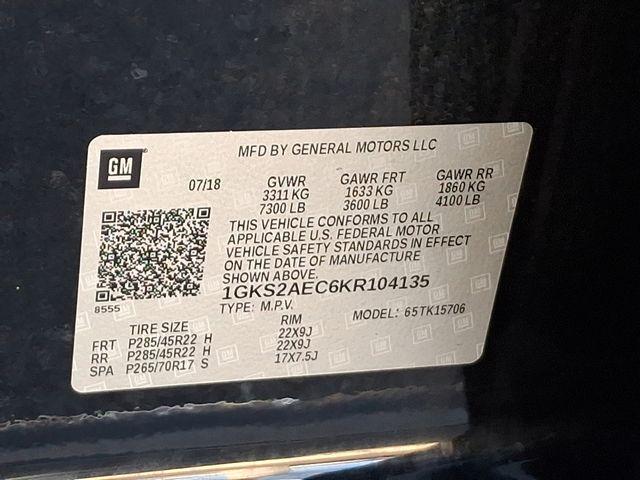 GM
MFD BY GENERAL MOTORS LLC
07/18
GVWR GAWR FRT GAWR RR
3311 KG 1633 KG 1860 KG
7300 LB 3600 LB 4100 LB
THIS VEHICLE CONFORMS TO ALL
APPLICABLE U.S. FEDERAL MOTOR
VEHICLE SAFETY STANDARDS IN EFFECT
ON THE DATE OF MANUFACTURE
SHOWN ABOVE.
8555
1GKS2AEC6KR104135
TYPE: M.P.V. MODEL: 65TK15706
TIRE SIZE RIM
FRT P285/45R22 H 22X9J
RR P285/45R22 H 22X9J
SPA P265/70R17 S 17X7.5J